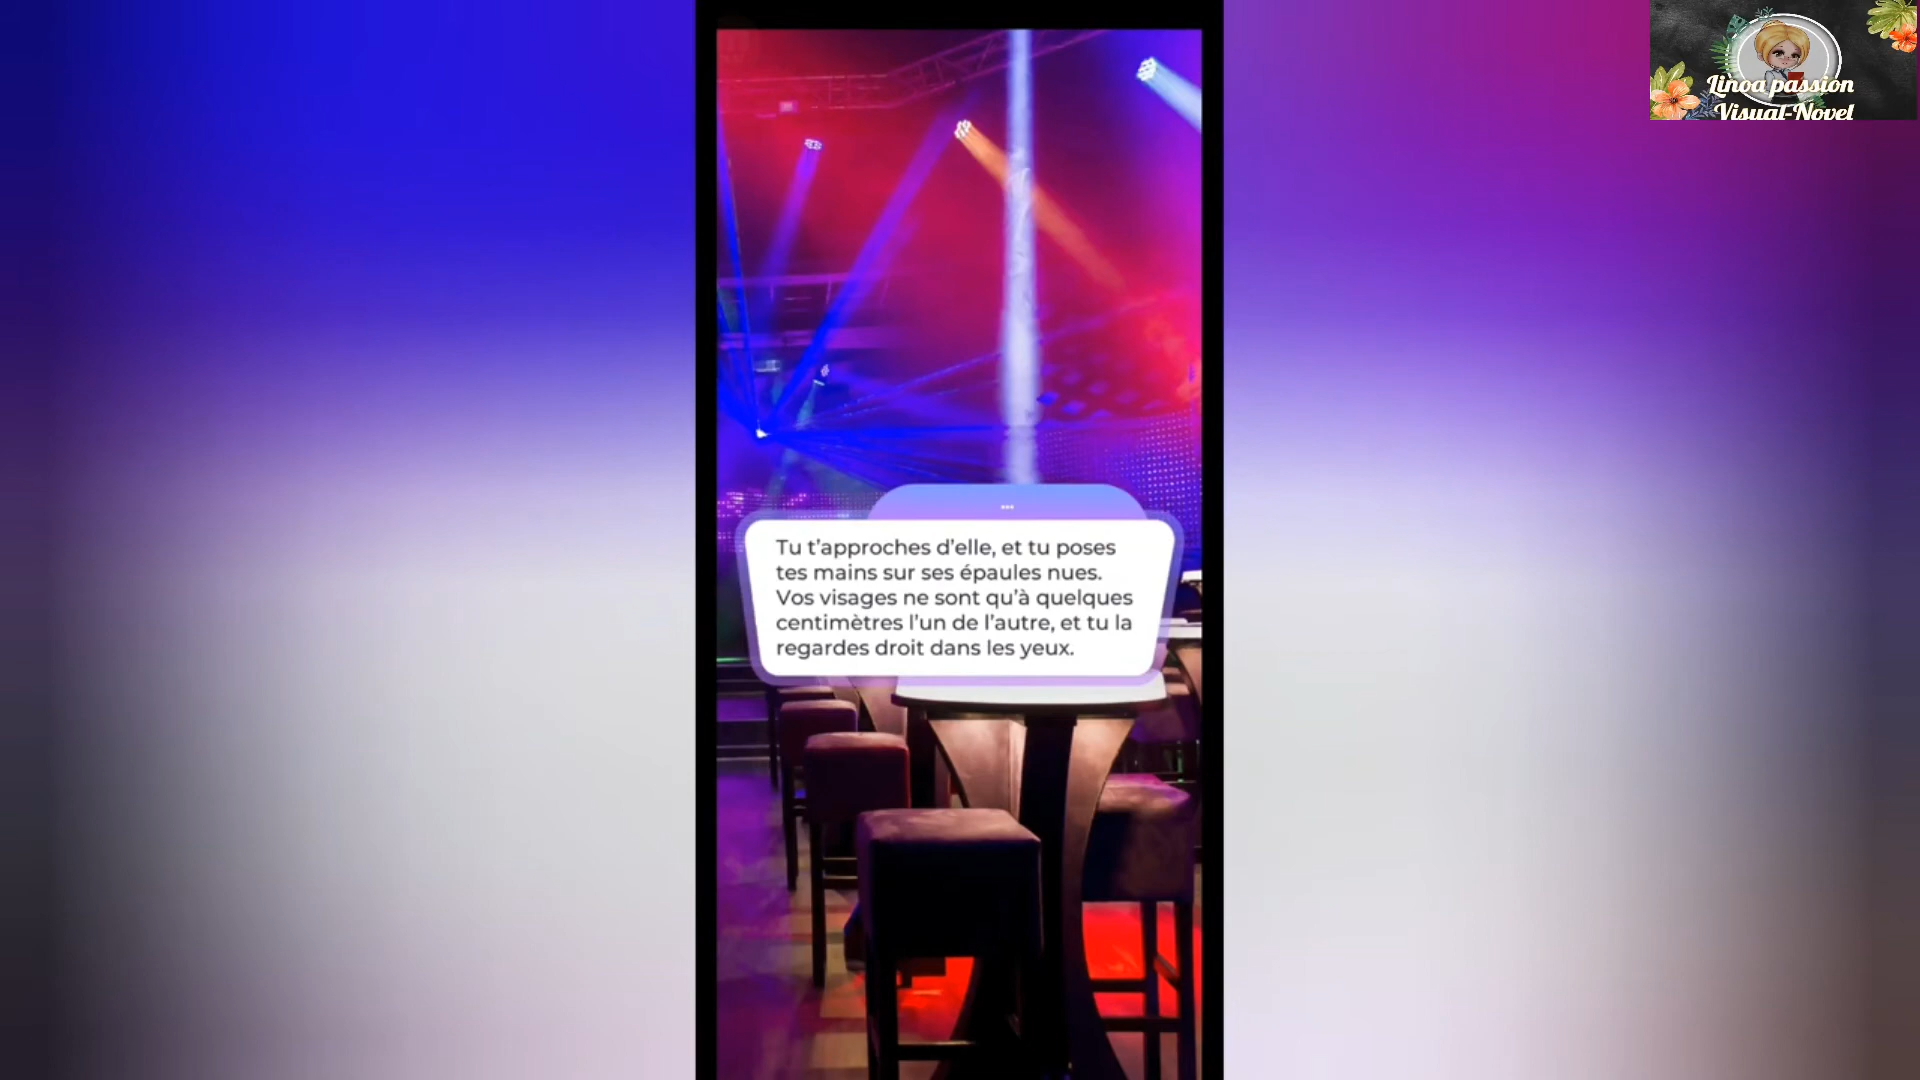 Linoa passion
Visual-Novel
...
Tu t'approches d'elle, et tu poses
tes mains sur ses épaules nues.
Vos visages ne sont qu'à quelques
centimètres l'un de l'autre, et tu la
regardes droit dans les yeux.